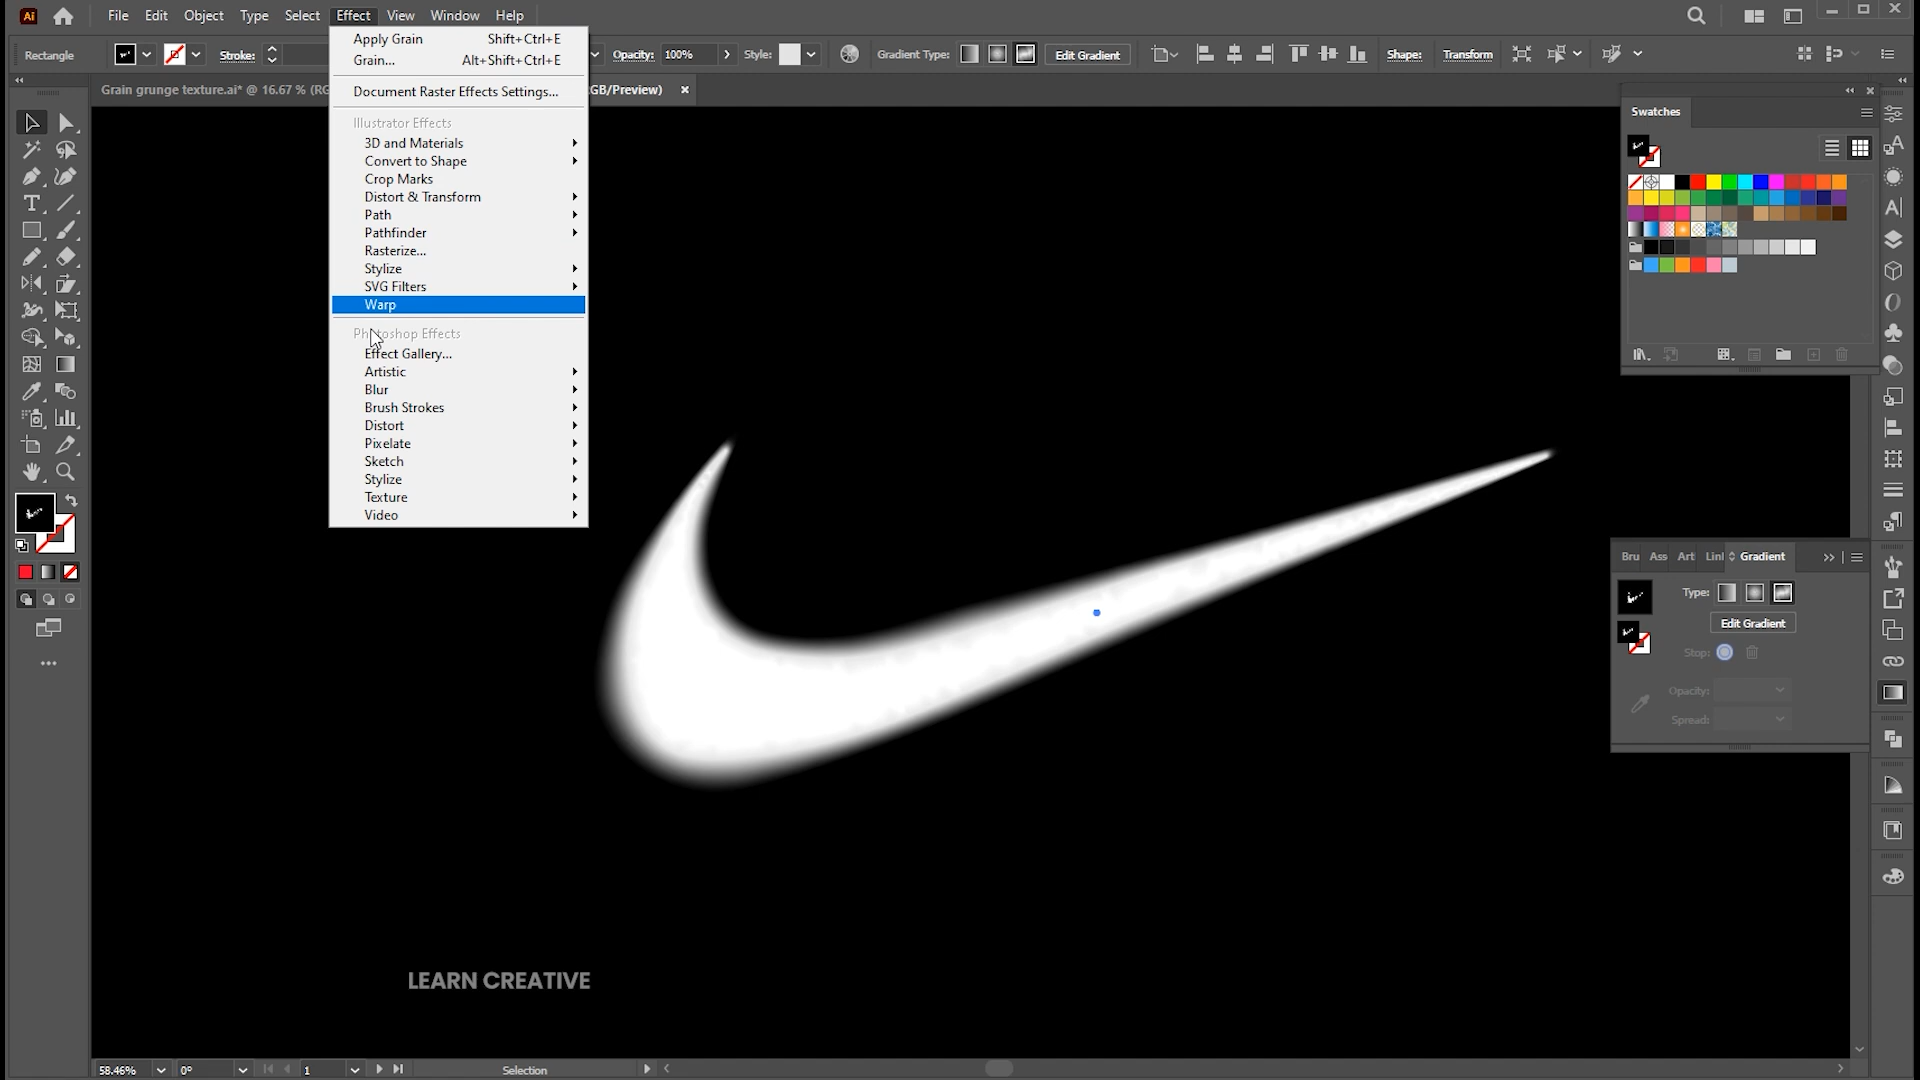 Ai
File Edit Object Type Select Effect View Window Help
Rectangle
Stroke:
Opacity: 100%
Style:
Gradient Type:
Edit Gradient
Shape:
Transform
Grain grunge texture.ai* @ 16.67 % (RG
GB/Preview)
Apply Grain Shift+Ctrl+E
Grain... Alt+Shift+Ctrl+E
Document Raster Effects Settings...
Illustrator Effects
3D and Materials
Convert to Shape
Crop Marks
Distort & Transform
Path
Pathfinder
Rasterize...
Stylize
SVG Filters
Warp
Photoshop Effects
Effect Gallery...
Artistic
Blur
Brush Strokes
Distort
Pixelate
Sketch
Stylize
Texture
Video
Swatches
Bru Ass Art Linl Gradient
Type:
Edit Gradient
Stop:
Opacity:
Spread:
LEARN CREATIVE
58.46% 0° 1 Selection